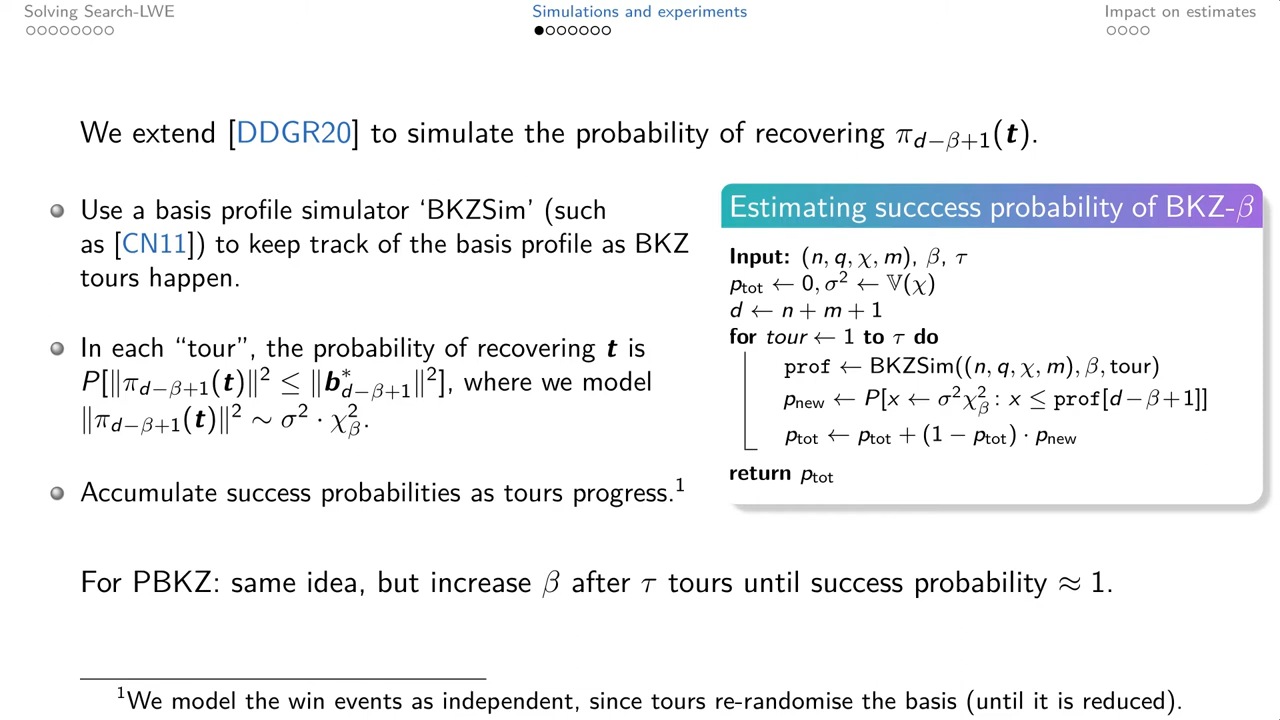 Solving Search-LWE
Simulations and experiments
Impact on estimates
We extend [DDGR20] to simulate the probability of recovering π_{d−β+1}(t).
Use a basis profile simulator ‘BKZSim’ (such
as [CN11]) to keep track of the basis profile as BKZ
tours happen.
In each “tour”, the probability of recovering t is
P[‖π_{d−β+1}(t)‖² ≤ ‖b*_{d−β+1}‖²], where we model
‖π_{d−β+1}(t)‖² ∼ σ² · χ²_β.
Accumulate success probabilities as tours progress.¹
Estimating succcess probability of BKZ-β
Input: (n, q, χ, m), β, τ
p_tot ← 0, σ² ← 𝕍(χ)
d ← n + m + 1
for tour ← 1 to τ do
prof ← BKZSim((n, q, χ, m), β, tour)
p_new ← P[x ← σ²χ²_β : x ≤ prof[d−β+1]]
p_tot ← p_tot + (1 − p_tot) · p_new
return p_tot
For PBKZ: same idea, but increase β after τ tours until success probability ≈ 1.
¹We model the win events as independent, since tours re-randomise the basis (until it is reduced).